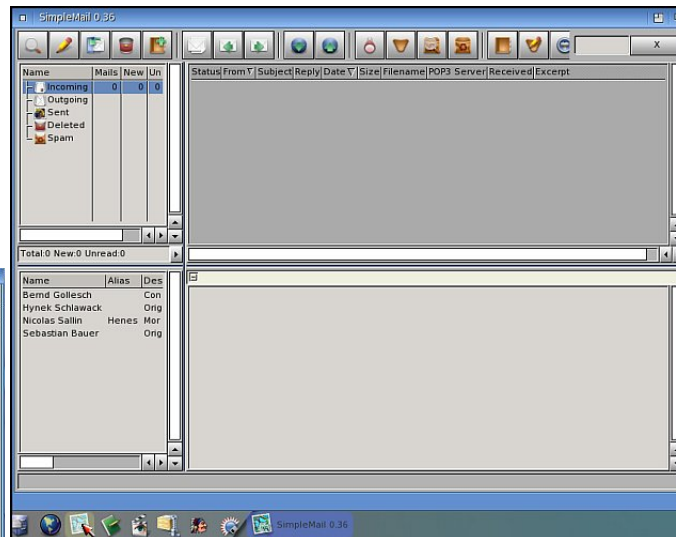 SimpleMail 0.36
X
Name Mails New Un
Incoming 0 0 0
Outgoing
Sent
Deleted
Spam
Total:0 New:0 Unread:0
Status From Subject Reply Date Size Filename POP3 Server Received Excerpt
Name Alias Des
Bernd Gollesch Con
Hynek Schlawack Orig
Nicolas Sallin Henes Mor
Sebastian Bauer Orig
SimpleMail 0.36